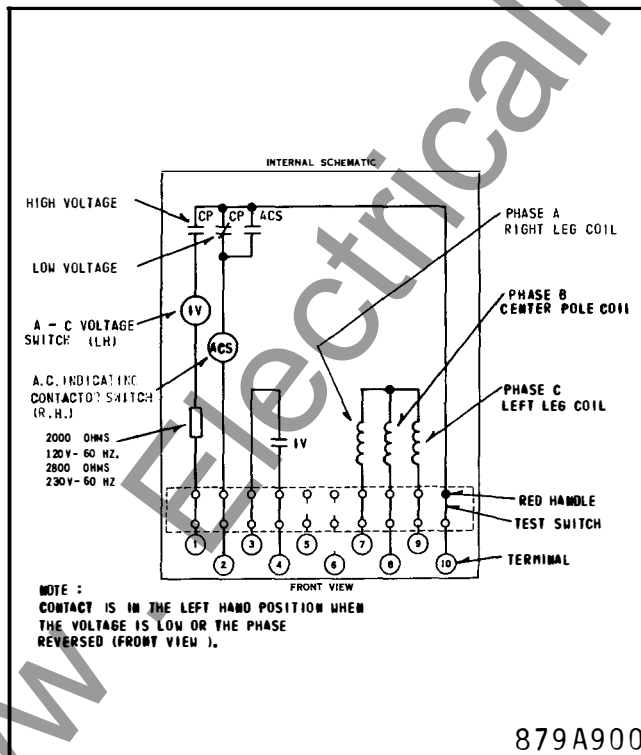 INTERNAL SCHEMATIC
HIGH VOLTAGE
CP
CP
ACS
LOW VOLTAGE
PHASE A
RIGHT LEG COIL
A - C VOLTAGE
SWITCH (LH)
IV
PHASE B
CENTER POLE COIL
ACS
A.C. INDICATING
CONTACTOR SWITCH
(R.H.)
PHASE C
LEFT LEG COIL
2000 OHMS
120V- 60 HZ.
2800 OHMS
230V- 60 HZ
IV
RED HANDLE
TEST SWITCH
1
2
3
4
5
6
7
8
9
10
TERMINAL
FRONT VIEW
NOTE :
CONTACT IS IN THE LEFT HAND POSITION WHEN
THE VOLTAGE IS LOW OR THE PHASE
REVERSED (FRONT VIEW ).
879A900
w . Electrical